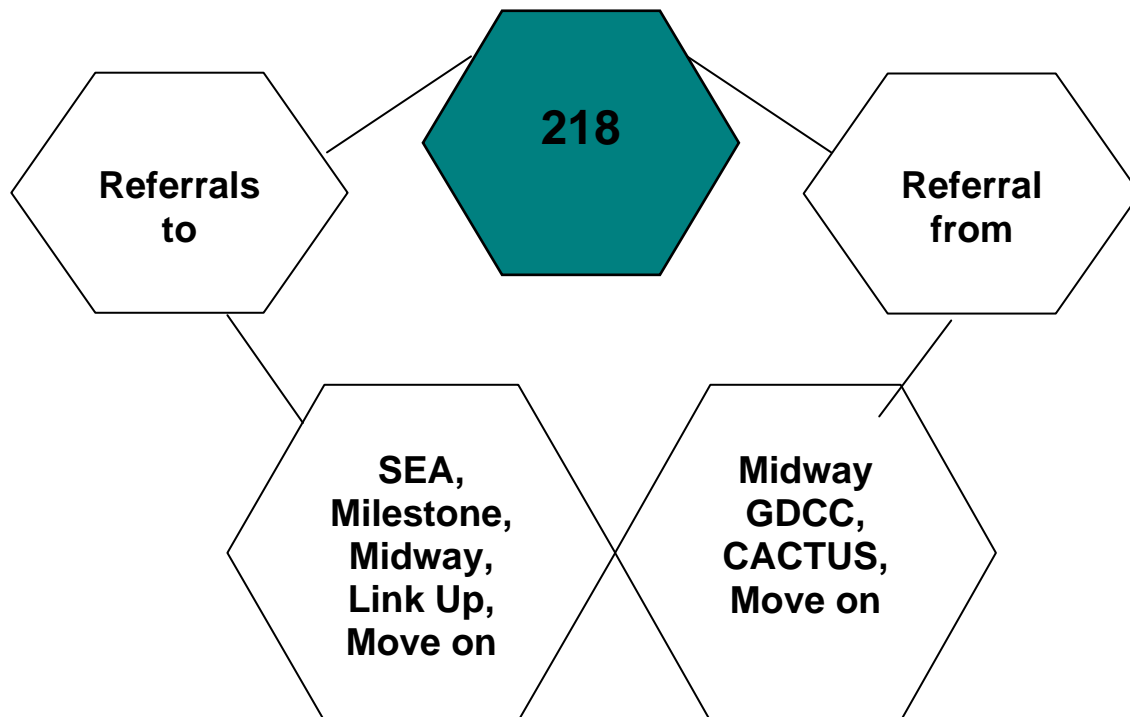 218
Referrals
to
Referral
from
SEA,
Milestone,
Midway,
Link Up,
Move on
Midway
GDCC,
CACTUS,
Move on